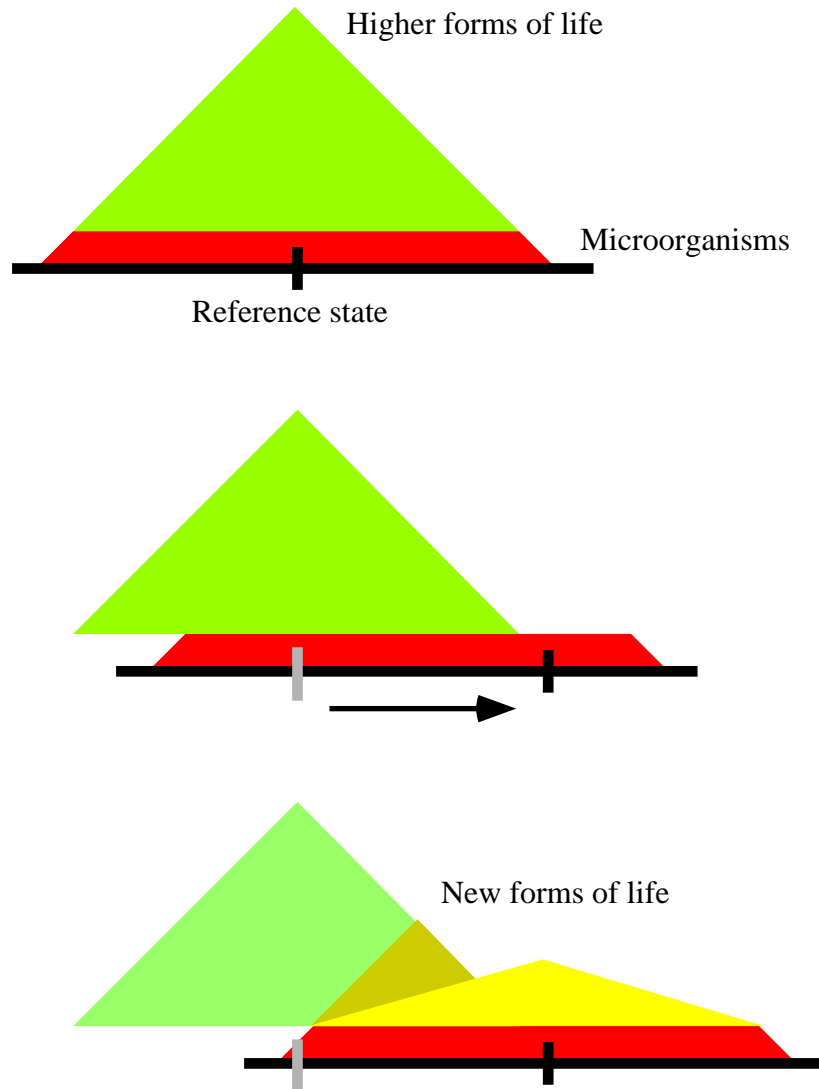 Higher forms of life
Microorganisms
Reference state
New forms of life